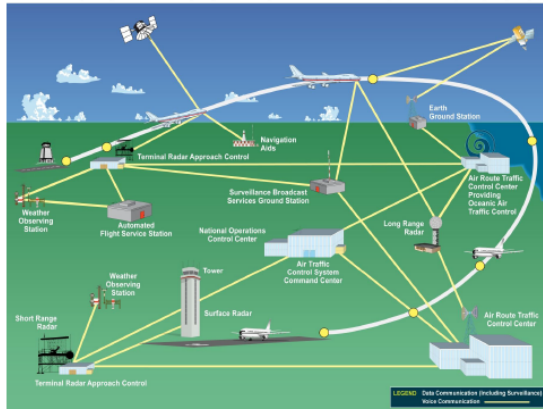 Earth
Ground Station
Navigation
Aids
Terminal Radar Approach Control
Air Route Traffic
Control Center
Providing
Oceanic Air
Traffic Control
Surveillance Broadcast
Services Ground Station
Weather
Observing
Station
Automated
Flight Service Station
National Operations
Control Center
Long Range
Radar
Air Traffic
Control System
Command Center
Weather
Observing
Station
Tower
Short Range
Radar
Surface Radar
Air Route Traffic
Control Center
Terminal Radar Approach Control
LEGEND Data Communication (including Surveillance)
Voice Communication